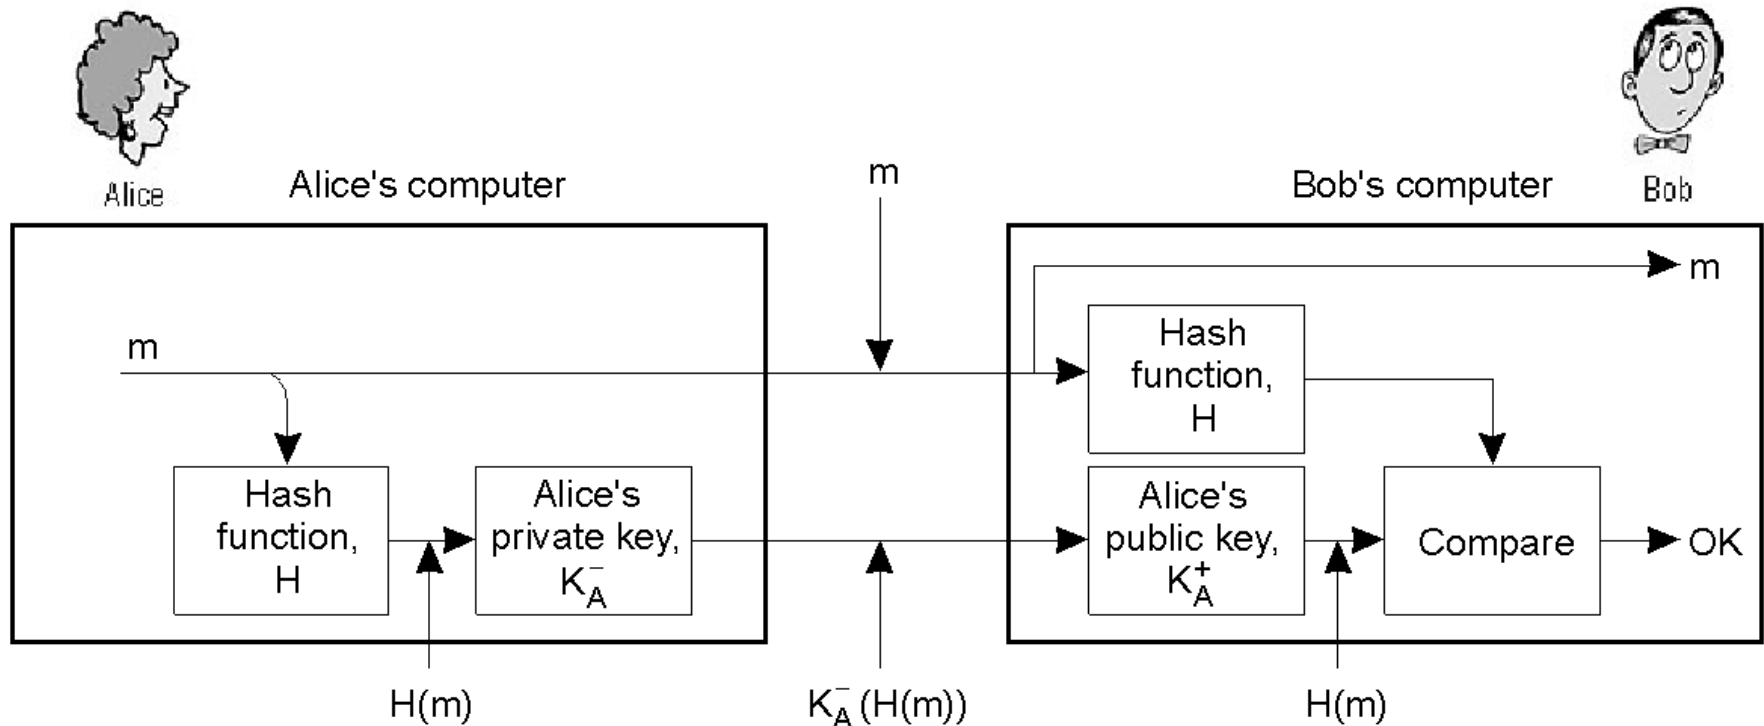 Alice
Alice's computer
m
Bob's computer
Bob
m
m
Hash
function,
H
Hash
function,
H
Alice's
private key,
K_A^-
Alice's
public key,
K_A^+
Compare
OK
H(m)
K_A^-(H(m))
H(m)